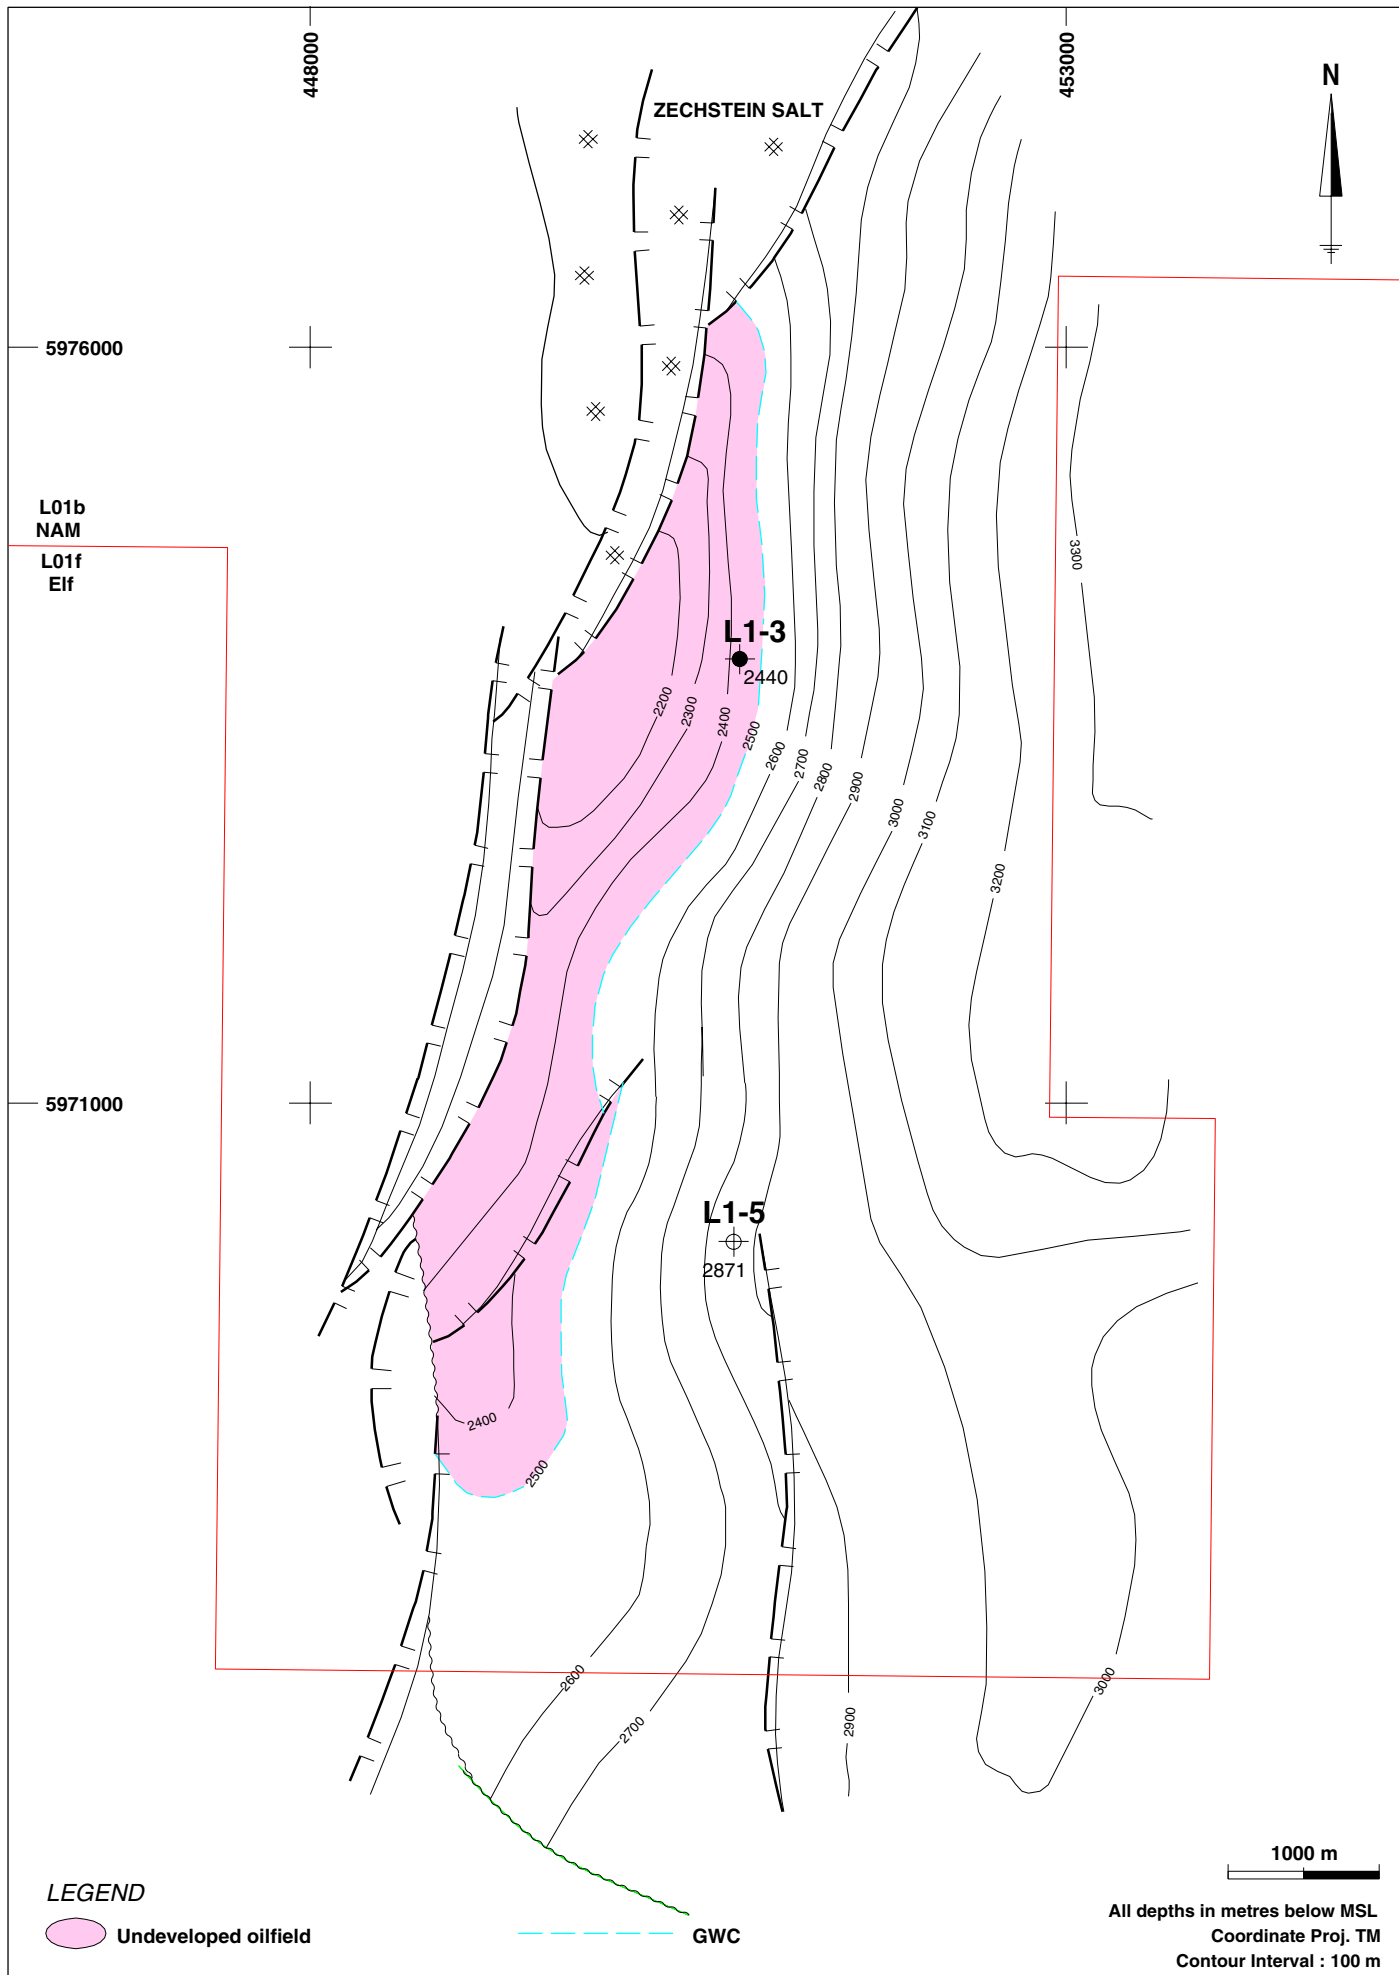 448000
453000
N
ZECHSTEIN SALT
5976000
L01b
NAM
L01f
Elf
3300
L1-3
2440
2200
2300
2400
2500
2600
2700
2800
2900
3000
3100
3200
5971000
L1-5
2871
2400
2500
2600
2700
2900
3000
1000 m
LEGEND
Undeveloped oilfield
GWC
All depths in metres below MSL
Coordinate Proj. TM
Contour Interval : 100 m